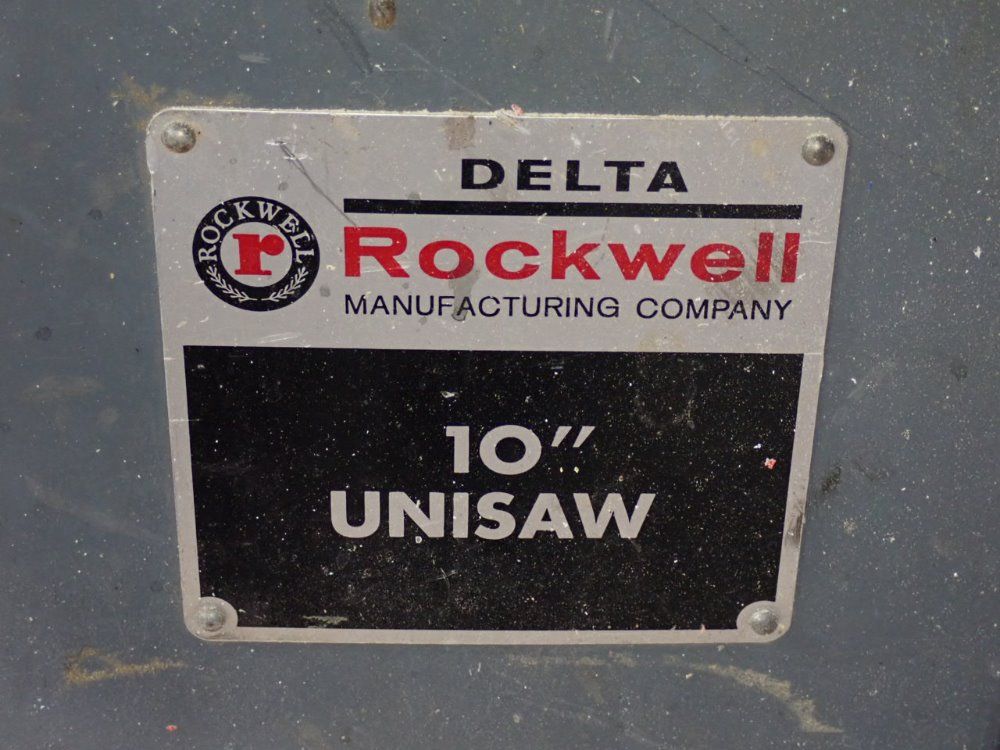 DELTA
ROCKWELL
r
Rockwell
MANUFACTURING COMPANY
10"
UNISAW